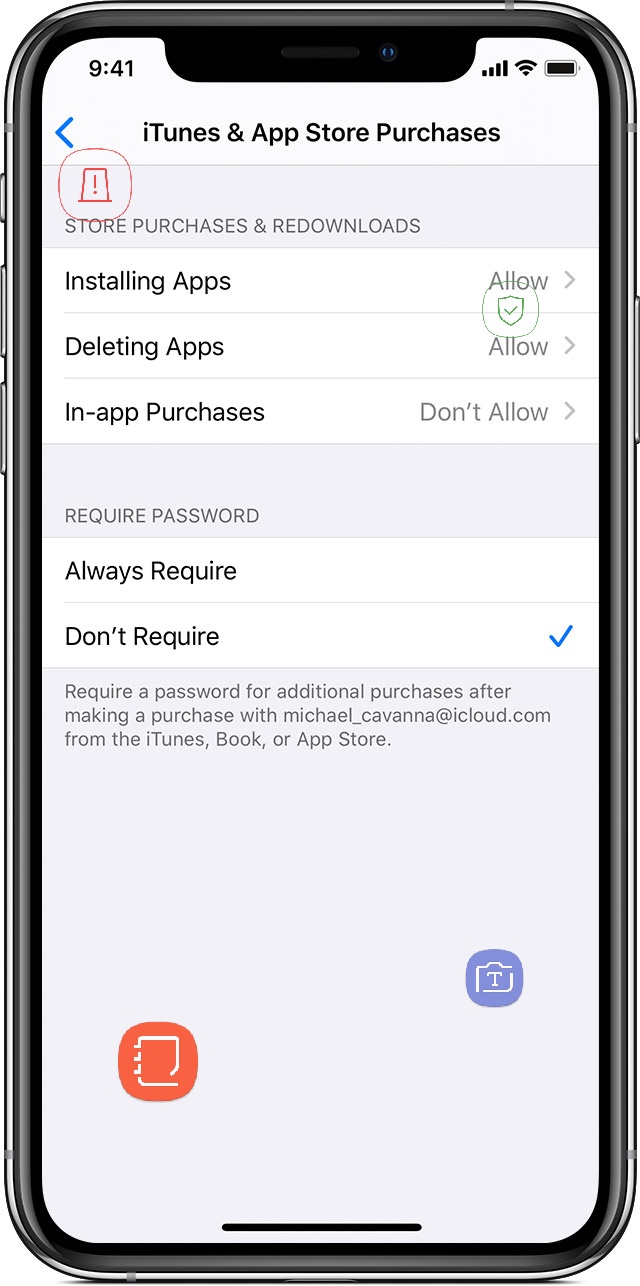 9:41
iTunes & App Store Purchases
STORE PURCHASES & REDOWNLOADS
Installing Apps Allow
Deleting Apps Allow
In-app Purchases Don’t Allow
REQUIRE PASSWORD
Always Require
Don’t Require
Require a password for additional purchases after
making a purchase with michael_cavanna@icloud.com
from the iTunes, Book, or App Store.
T